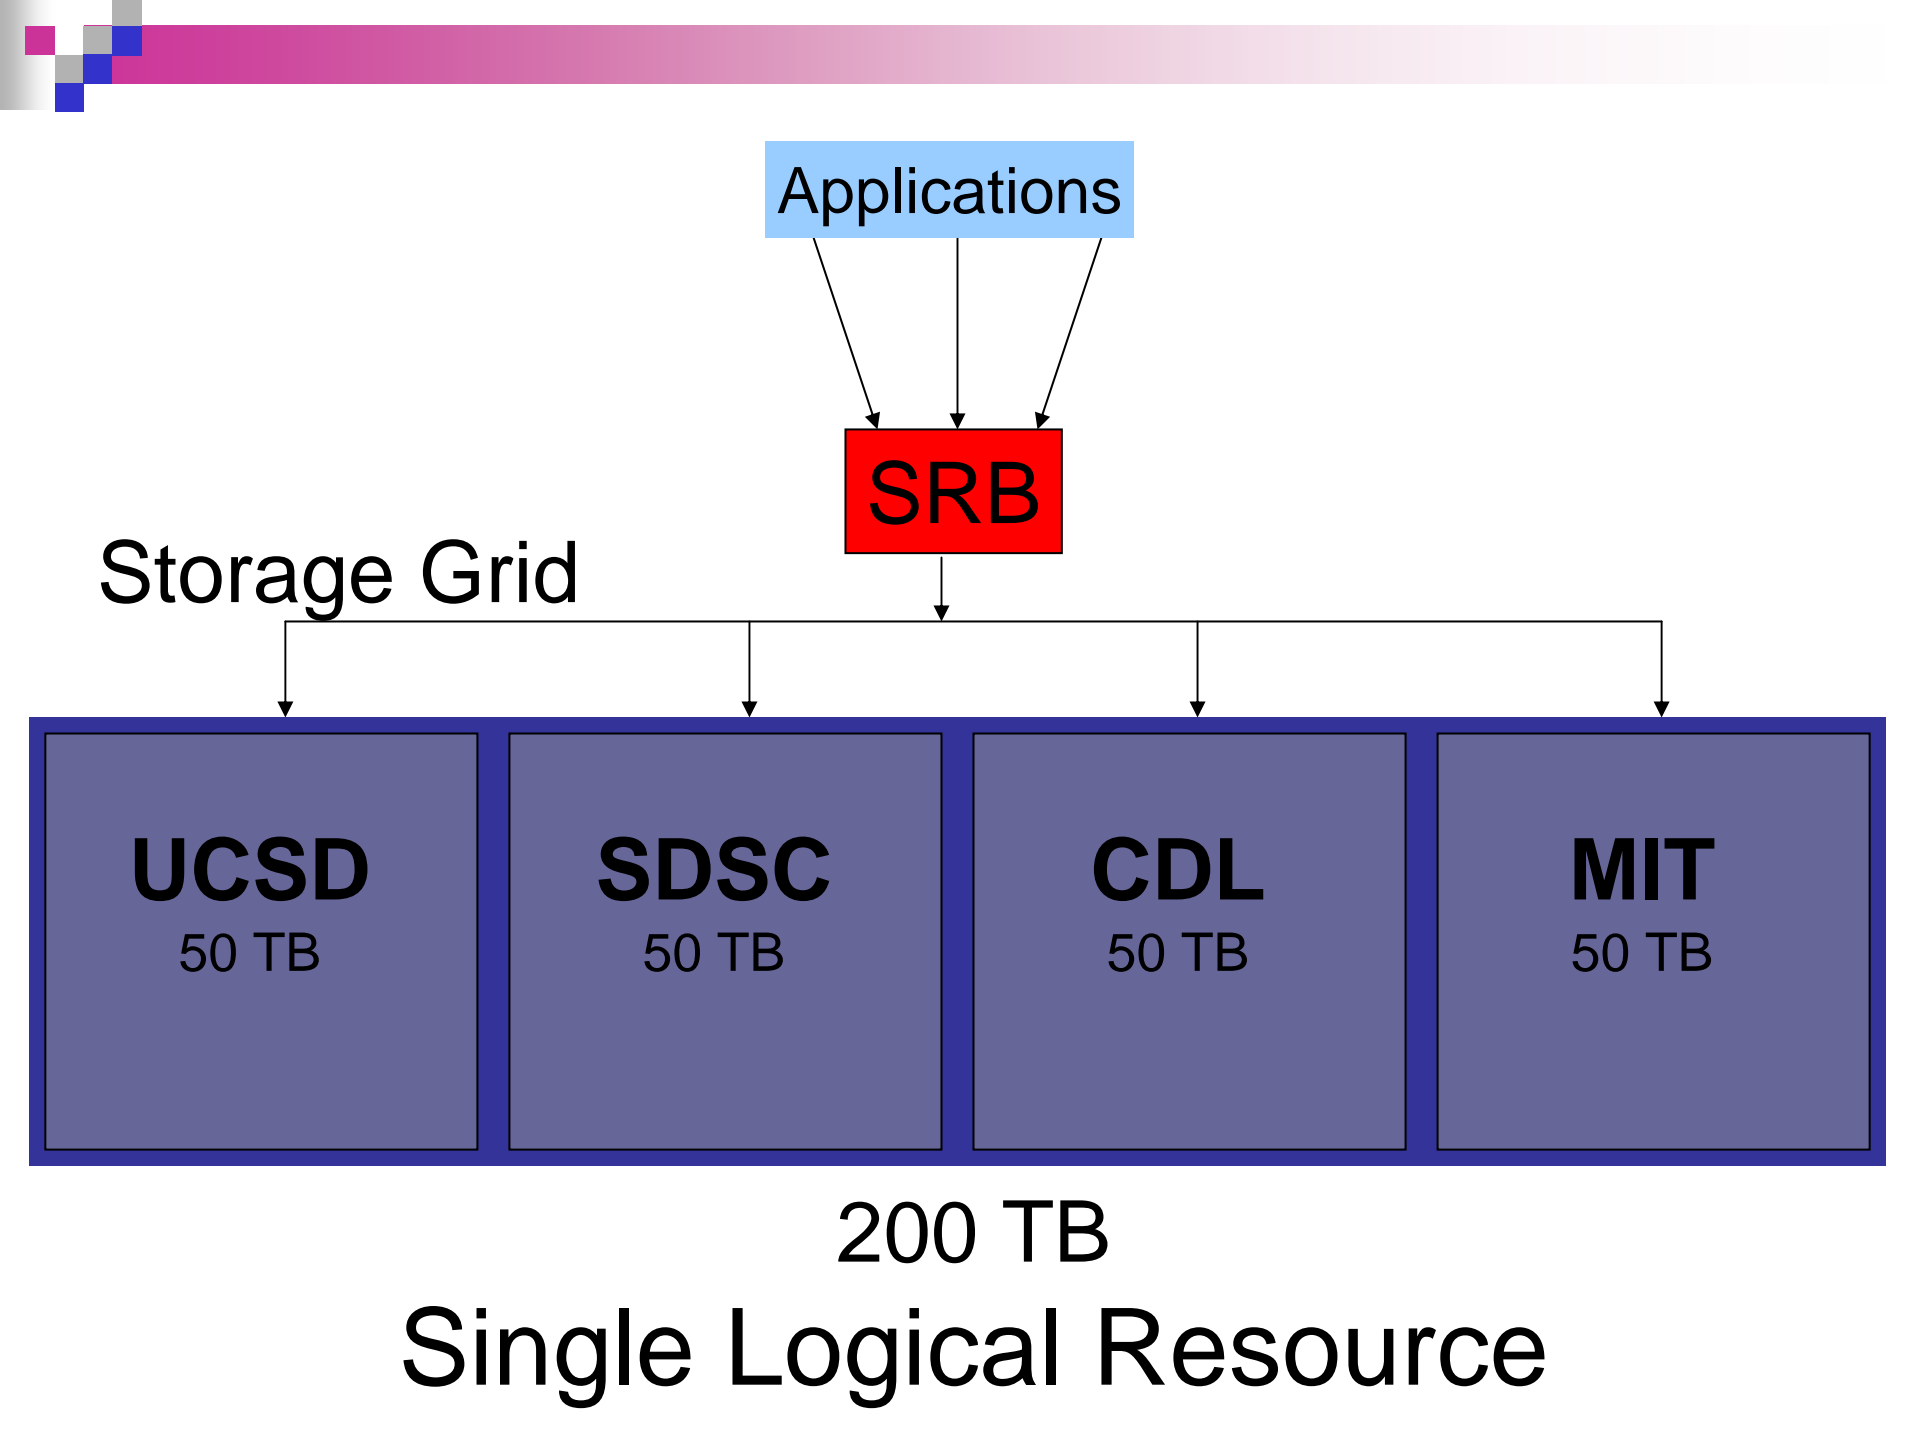 Applications
SRB
Storage Grid
UCSD
50 TB
SDSC
50 TB
CDL
50 TB
MIT
50 TB
200 TB
Single Logical Resource